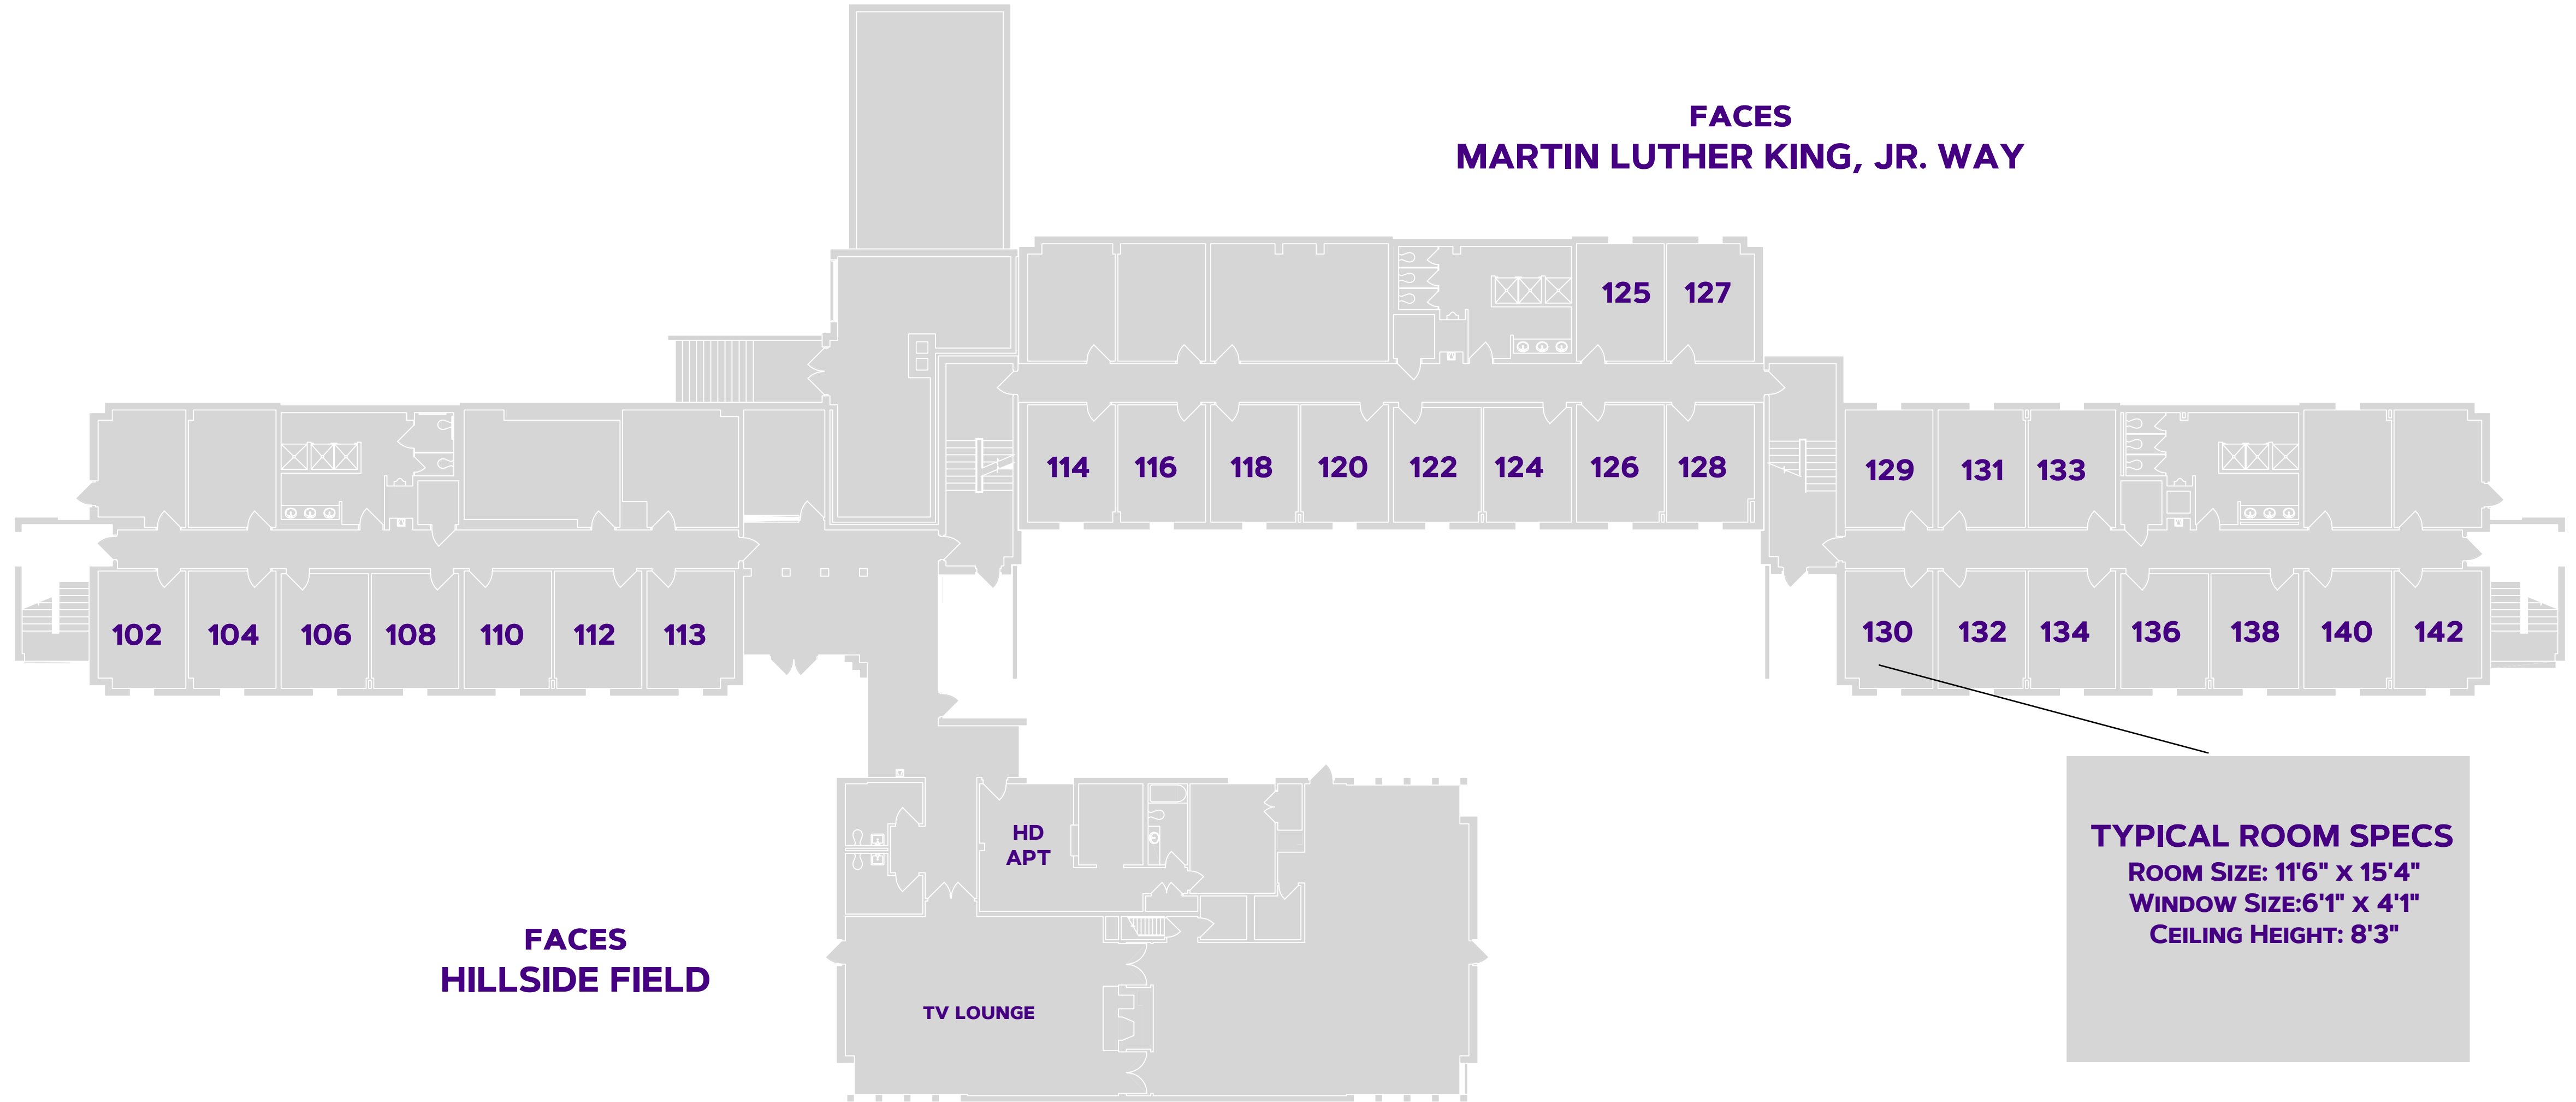 FACES
MARTIN LUTHER KING, JR. WAY
125 127
114 116 118 120 122 124 126 128
129 131 133
102 104 106 108 110 112 113
130 132 134 136 138 140 142
HD
APT
TYPICAL ROOM SPECS
ROOM SIZE: 11'6" X 15'4"
WINDOW SIZE:6'1" X 4'1"
CEILING HEIGHT: 8'3"
FACES
HILLSIDE FIELD
TV LOUNGE